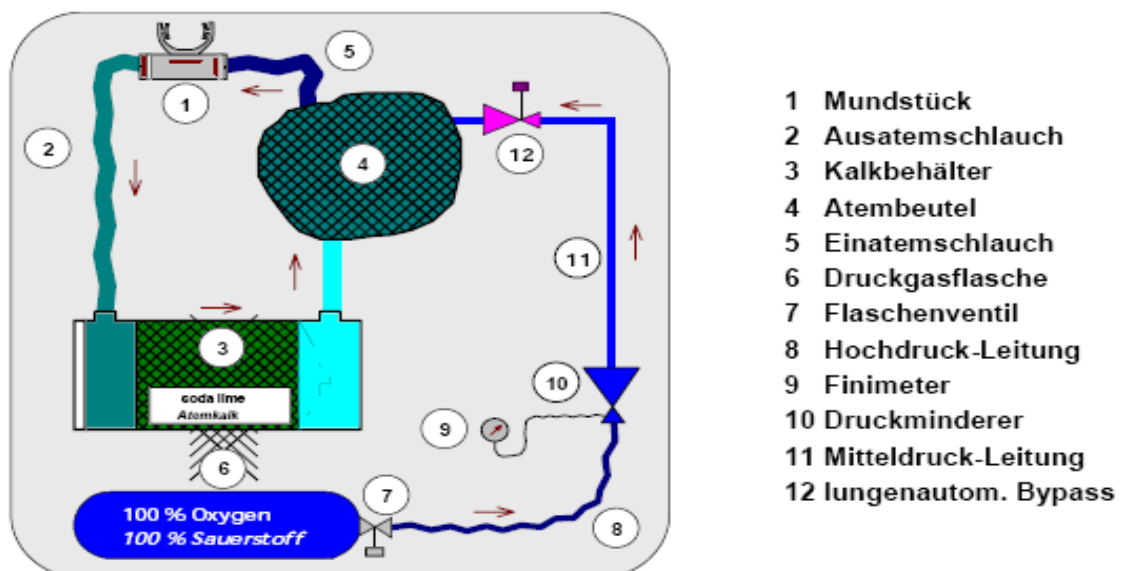 5
1
2
4
12
3
soda lime
Atemkalk
6
100 % Oxygen
100 % Sauerstoff
7
8
9
10
11
1 Mundstück
2 Ausatemschlauch
3 Kalkbehälter
4 Atembeutel
5 Einatemschlauch
6 Druckgasflasche
7 Flaschenventil
8 Hochdruck-Leitung
9 Finimeter
10 Druckminderer
11 Mitteldruck-Leitung
12 lungenautom. Bypass